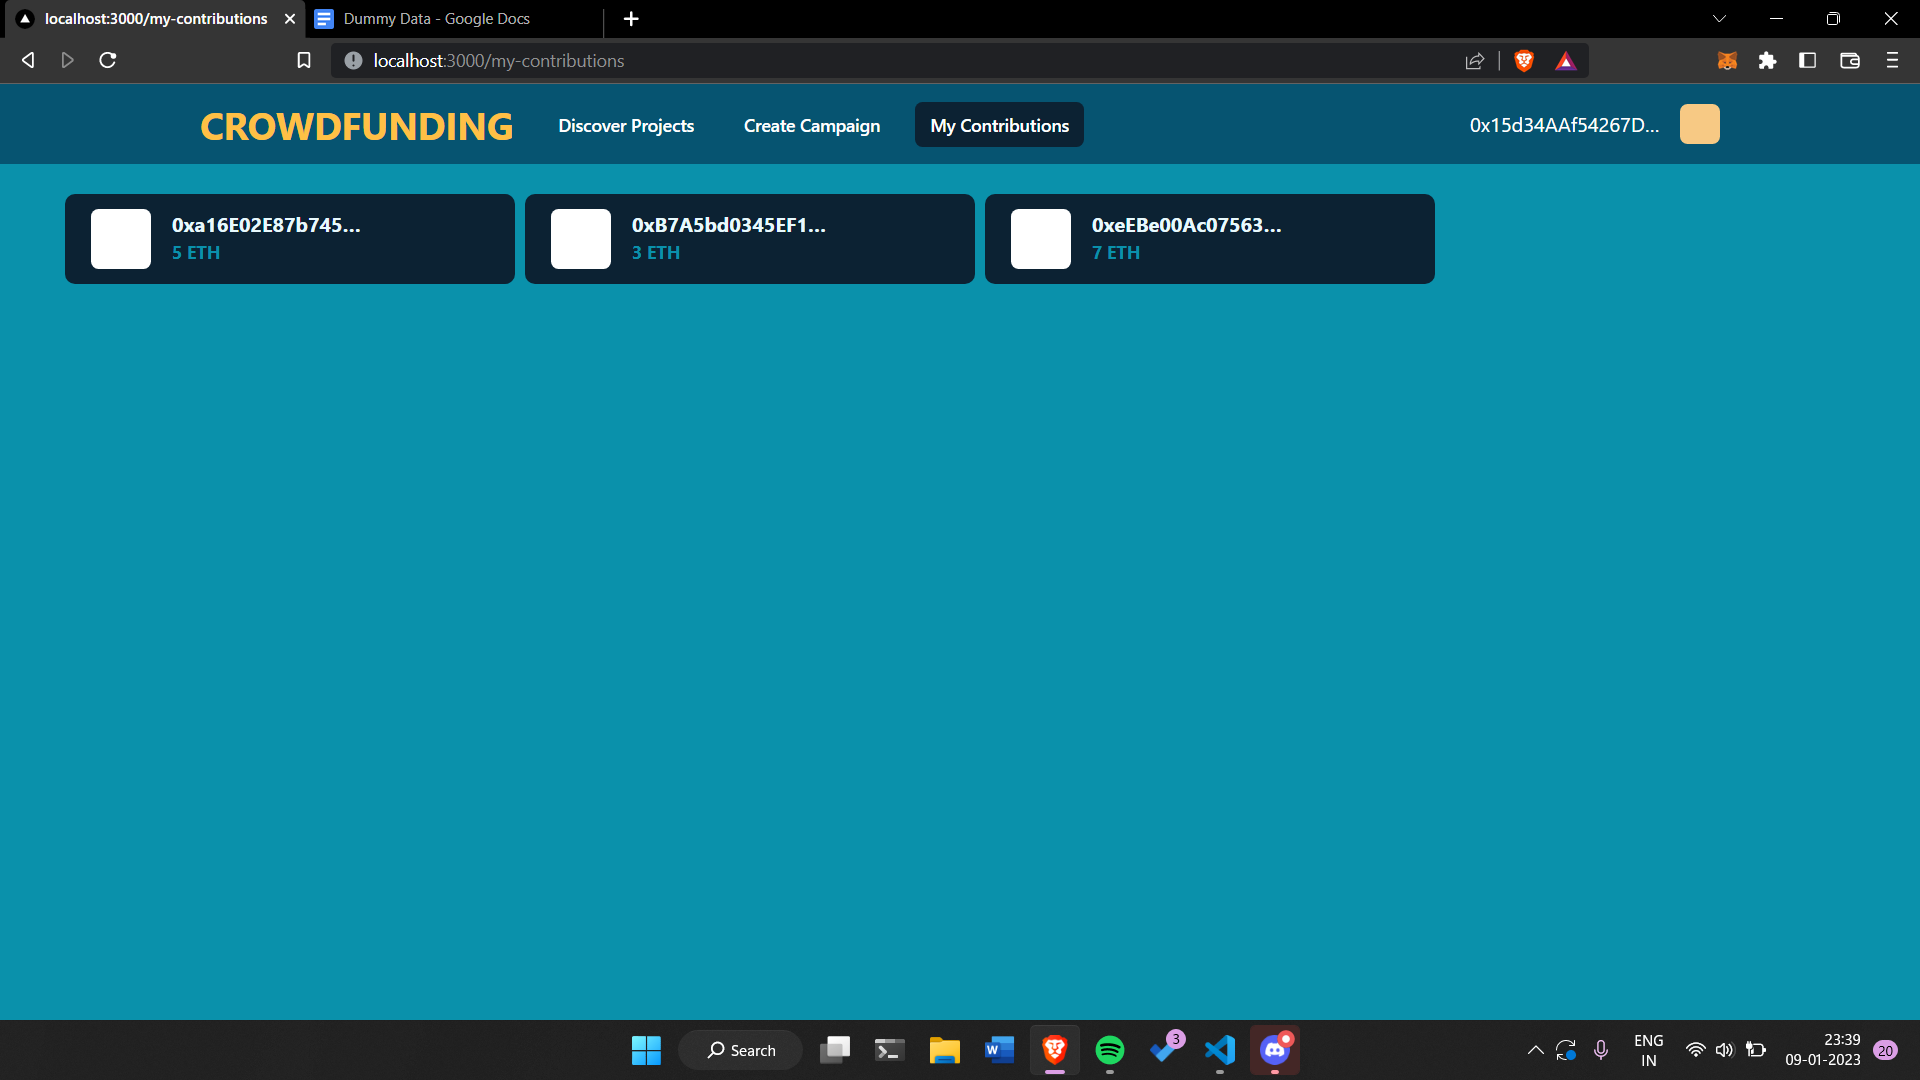 localhost:3000/my-contributions
Dummy Data - Google Docs
localhost:3000/my-contributions
CROWDFUNDING
Discover Projects
Create Campaign
My Contributions
0x15d34AAf54267D...
0xa16E02E87b745...
5 ETH
0xB7A5bd0345EF1...
3 ETH
0xeEBe00Ac07563...
7 ETH
Search
W
3
ENG
IN
23:39
09-01-2023
20